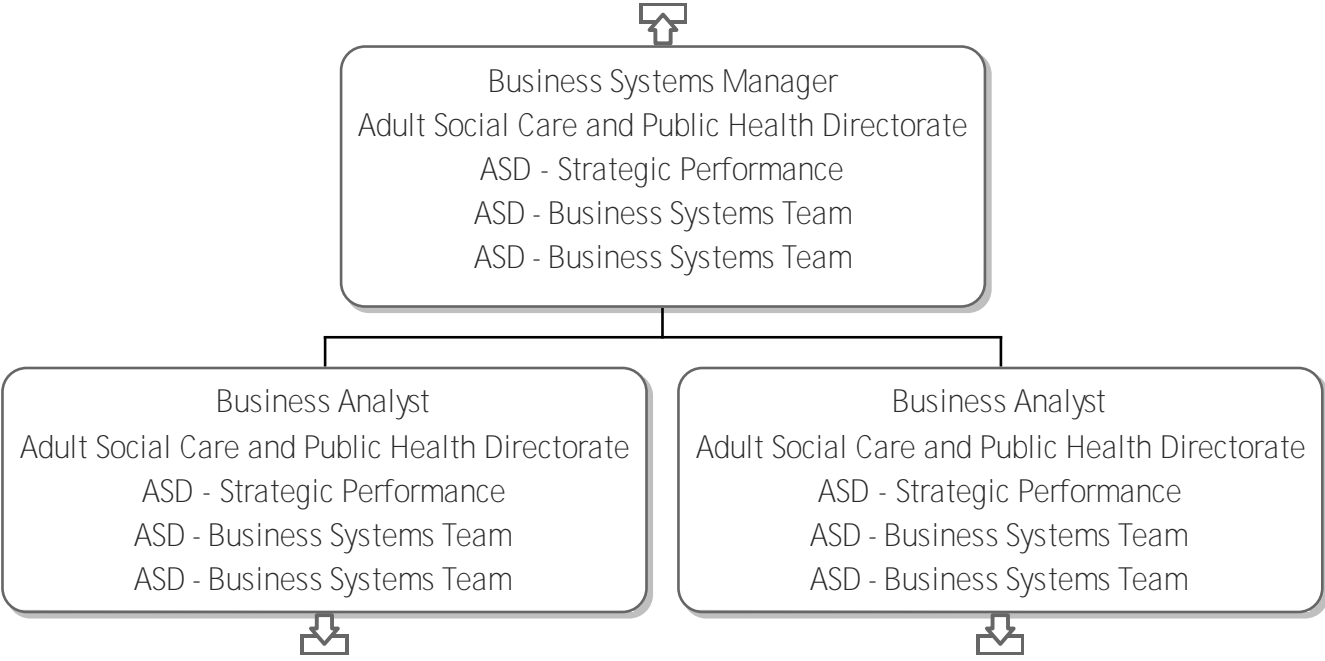 Business Systems Manager
Adult Social Care and Public Health Directorate
ASD - Strategic Performance
ASD - Business Systems Team
ASD - Business Systems Team
Business Analyst
Adult Social Care and Public Health Directorate
ASD - Strategic Performance
ASD - Business Systems Team
ASD - Business Systems Team
Business Analyst
Adult Social Care and Public Health Directorate
ASD - Strategic Performance
ASD - Business Systems Team
ASD - Business Systems Team